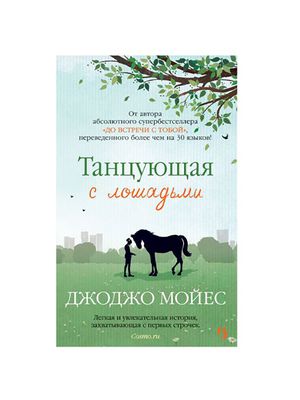 От автора
абсолютного супербестселлера
«ДО ВСТРЕЧИ С ТОБОЙ»,
переведенного более чем на 30 языков!
Танцующая
с лошадьми
ДЖОДЖО МОЙЕС
Легкая и увлекательная история,
захватывающая с первых строчек.
Cosmo.ru